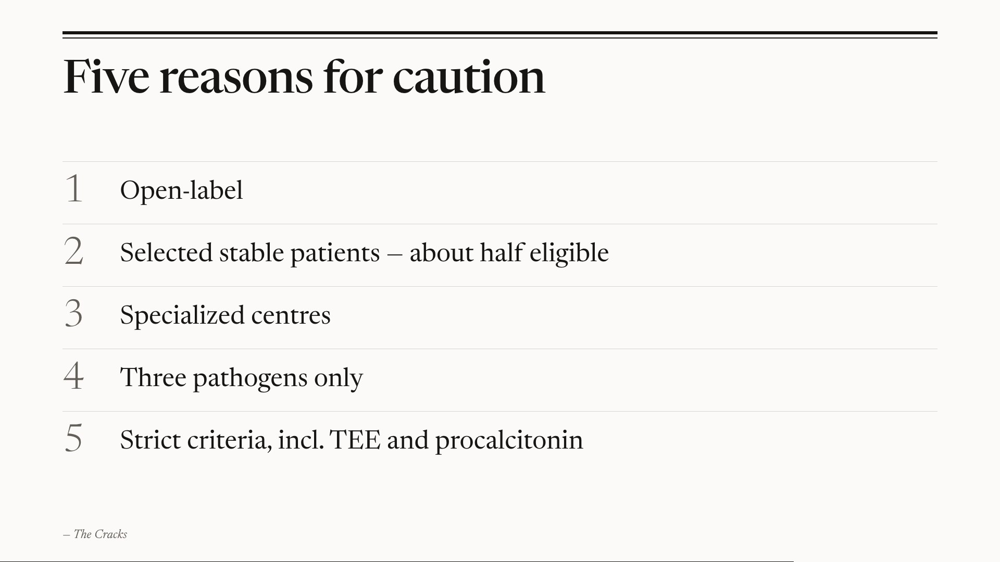 Five reasons for caution
1 Open-label
2 Selected stable patients – about half eligible
3 Specialized centres
4 Three pathogens only
5 Strict criteria, incl. TEE and procalcitonin
– The Cracks